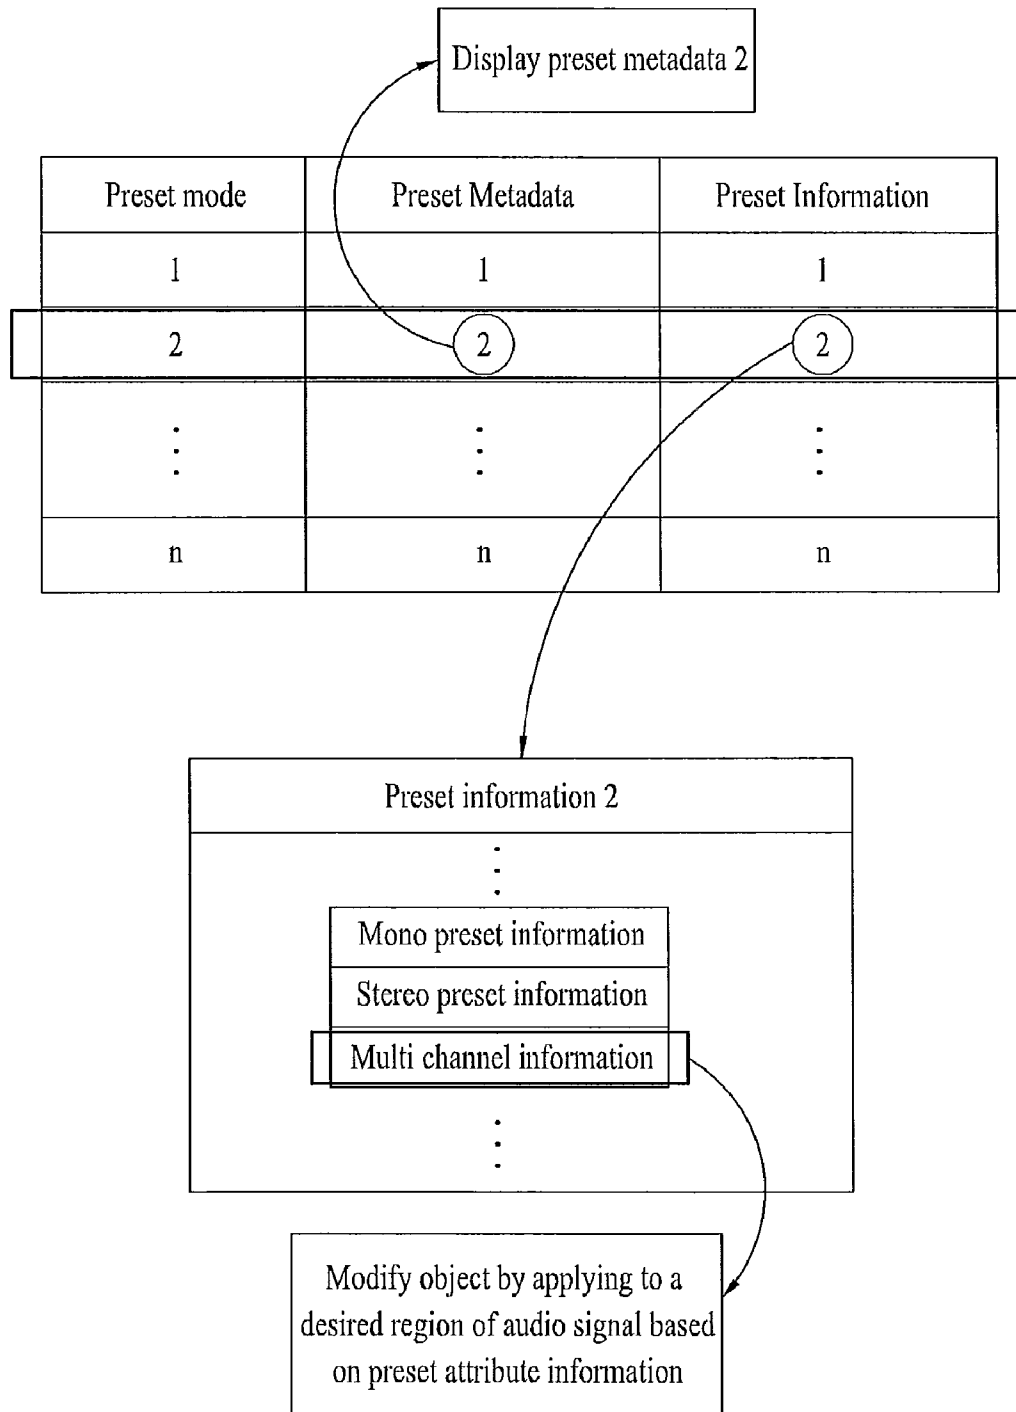 Display preset metadata 2
Preset mode Preset Metadata Preset Information
1 1 1
2 2 2
n n n
Preset information 2
Mono preset information
Stereo preset information
Multi channel information
Modify object by applying to a
desired region of audio signal based
on preset attribute information